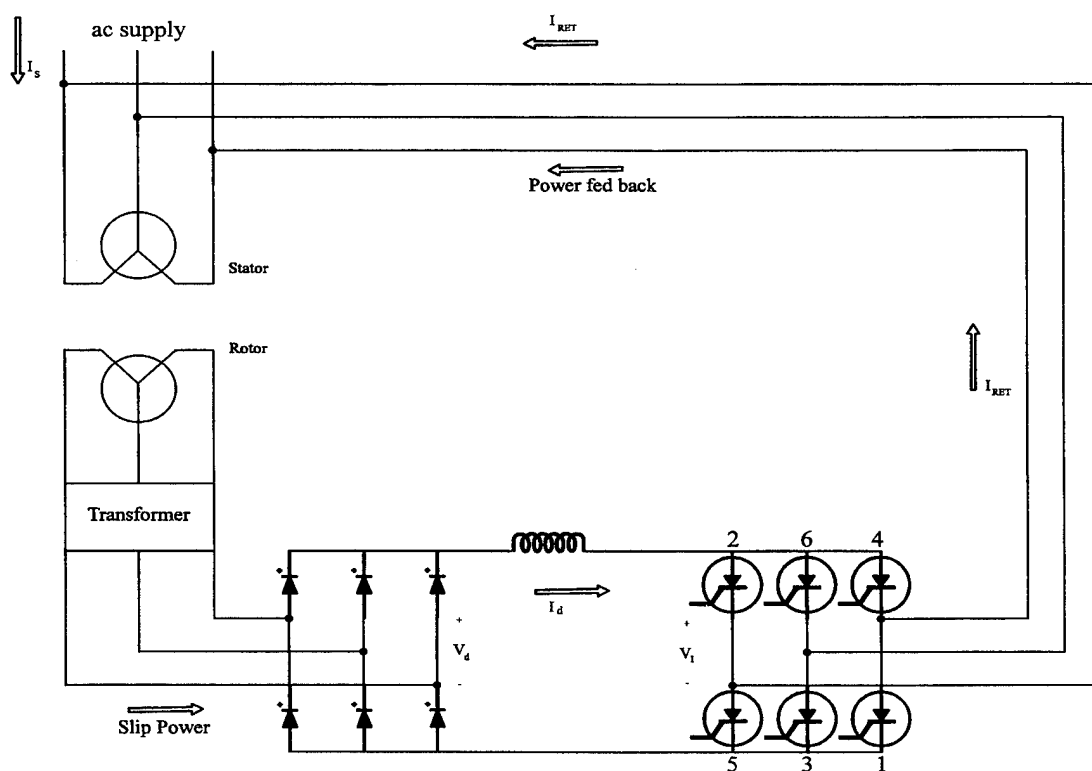 ac supply
I_RET
I_s
Power fed back
Stator
Rotor
I_RET
Transformer
2 6 4
+ I_d +
V_d V_I
- -
Slip Power
5 3 1